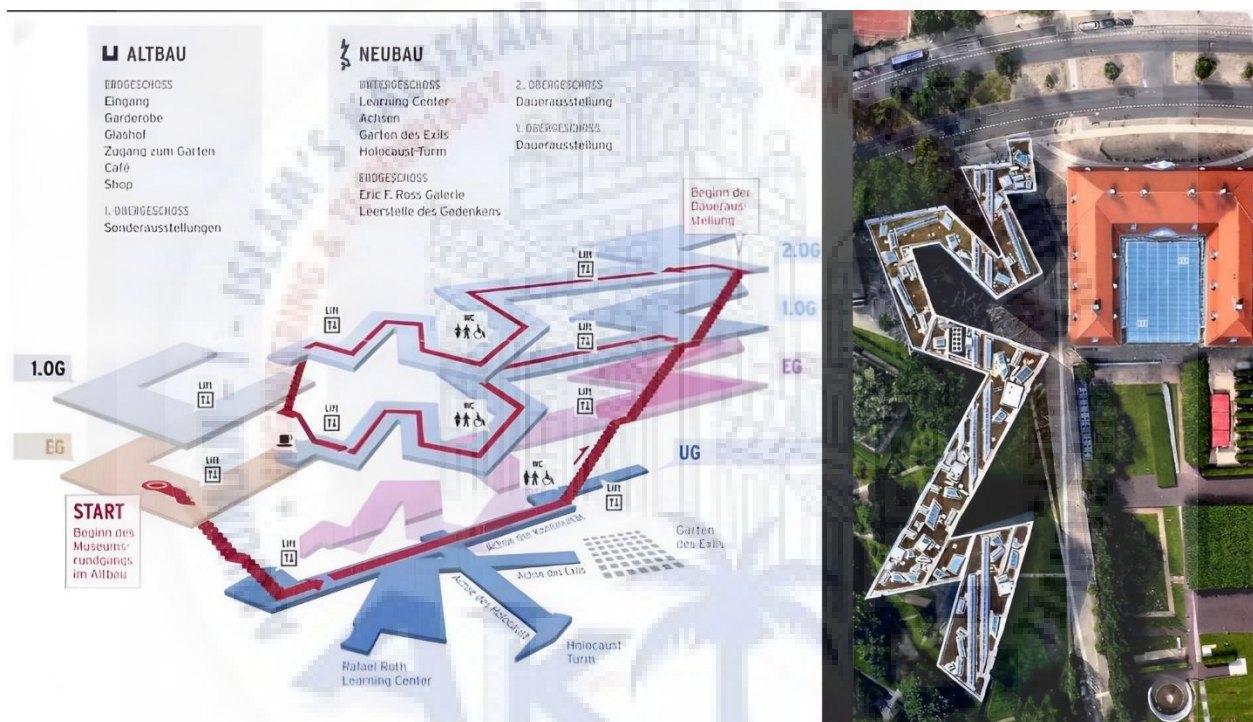 ALTBAU
ERDGESCHOSS
Eingang
Garderobe
Glashof
Zugang zum Garten
Café
Shop
1. OBERGESCHOSS
Sonderausstellungen
NEUBAU
UNTERGESCHOSS
Learning Center
Achsen
Garten des Exils
Holocaust-Turm
ERDGESCHOSS
Eric F. Ross Galerie
Leerstelle des Gedenkens
2. OBERGESCHOSS
Dauerausstellung
1. OBERGESCHOSS
Dauerausstellung
Beginn der
Daueraus-
stellung
2.OG
1.OG
EG
UG
1.OG
EG
START
Beginn des
Museums-
rundgangs
im Altbau
Lift
Lift
WC
Lift
Lift
Lift
Lift
WC
Lift
Lift
WC
Lift
Lift
Achse der Kontinuität
Achse des Exils
Achse des Holocaust
Garten
des Exils
Holocaust
Turm
Rafael Roth
Learning Center